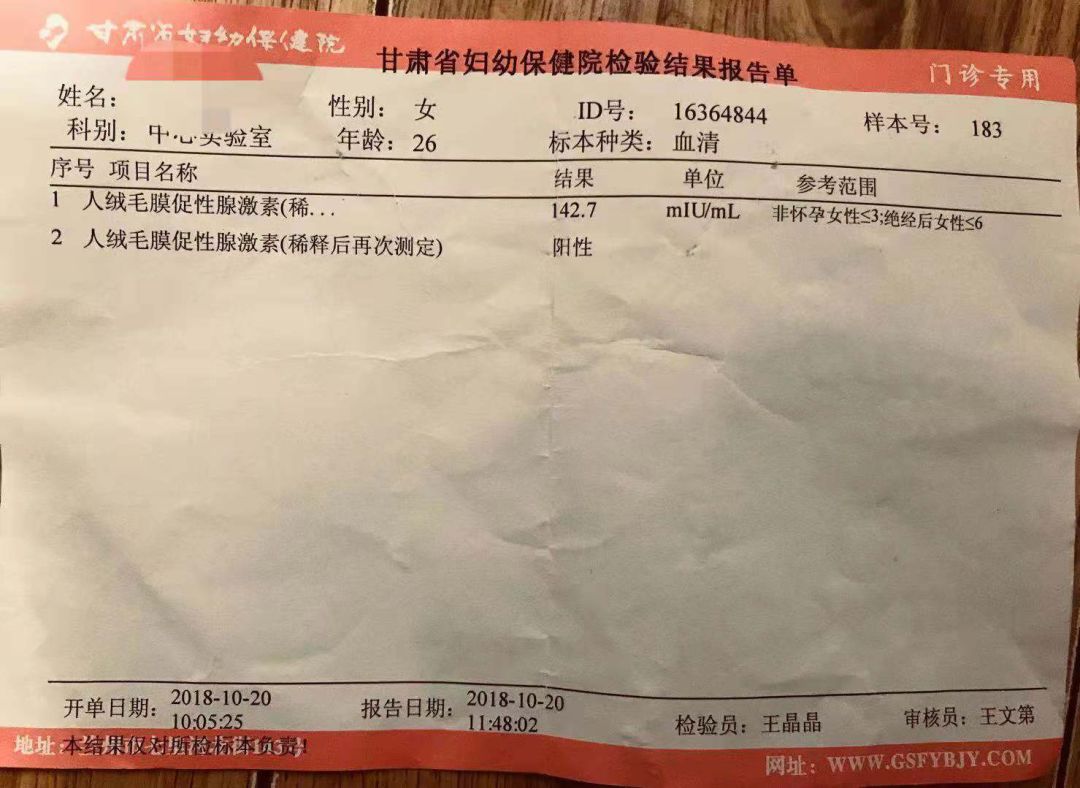 甘肃省妇幼保健院
甘肃省妇幼保健院检验结果报告单
门诊专用
姓名： 性别： 女 ID号： 16364844 样本号： 183
科别： 中心实验室 年龄： 26 标本种类： 血清
序号 项目名称 结果 单位 参考范围
1 人绒毛膜促性腺激素(稀... 142.7 mIU/mL 非怀孕女性≤3;绝经后女性≤6
2 人绒毛膜促性腺激素(稀释后再次测定) 阳性
开单日期： 2018-10-20 10:05:25 报告日期： 2018-10-20 11:48:02 检验员： 王晶晶 审核员： 王文第
地址：
本结果仅对所检标本负责!
网址： WWW.GSFYBJY.COM